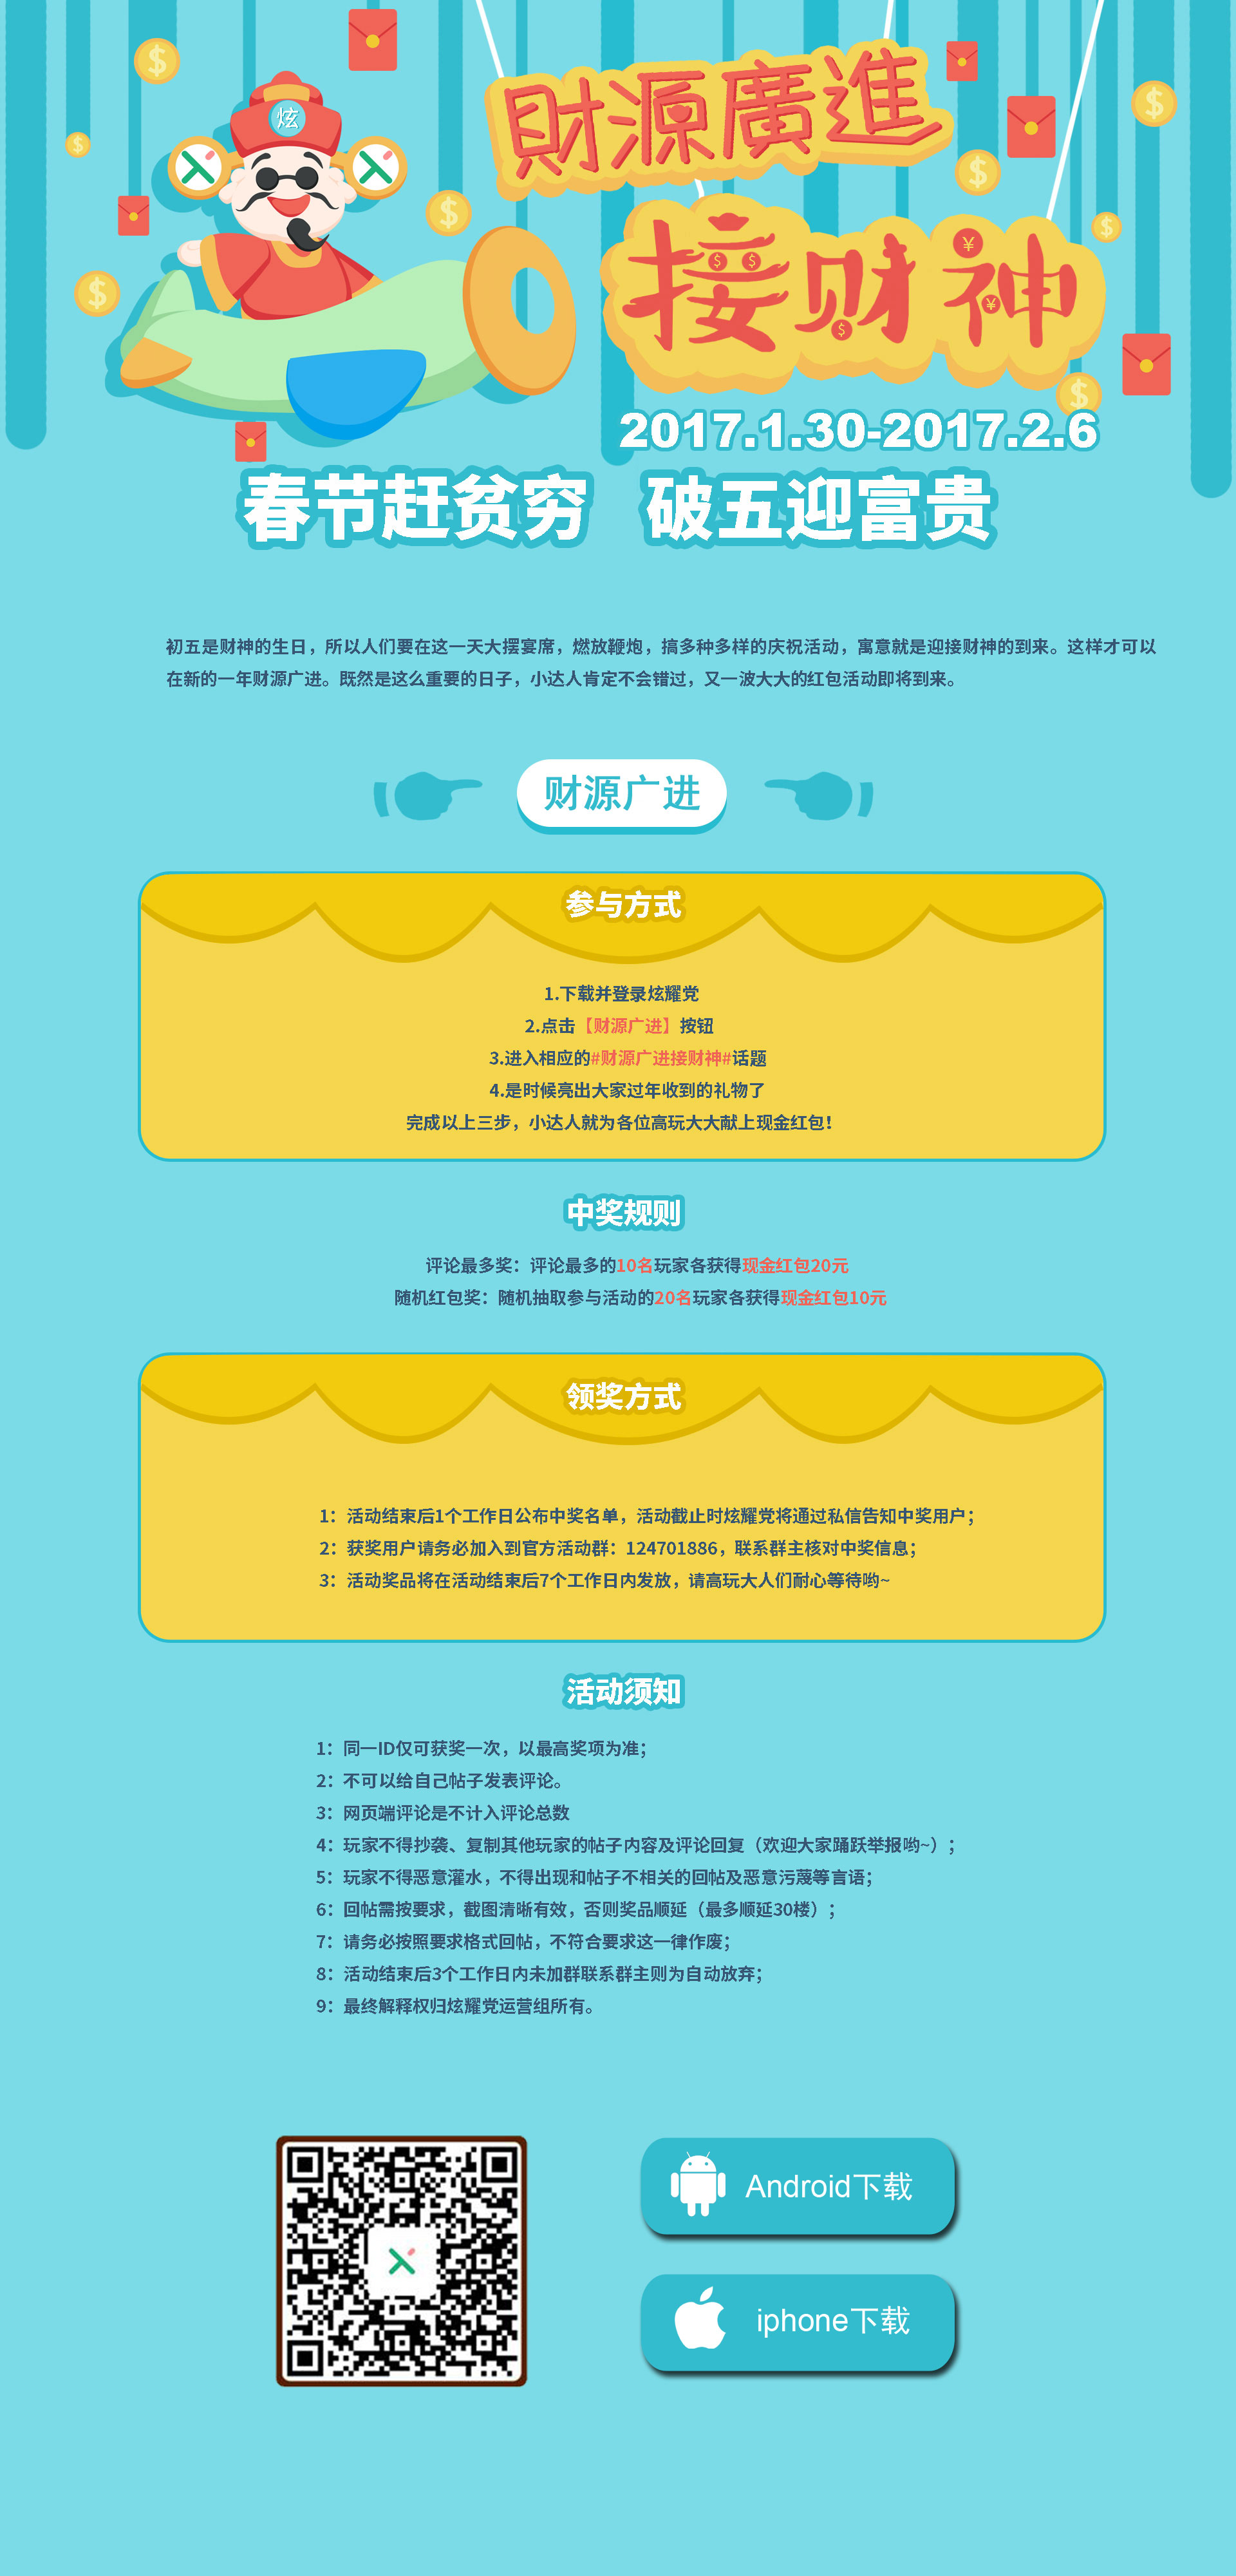 炫
財源廣進
接财神
2017.1.30-2017.2.6
春节赶贫穷 破五迎富贵
初五是财神的生日，所以人们要在这一天大摆宴席，燃放鞭炮，搞多种多样的庆祝活动，寓意就是迎接财神的到来。这样才可以
在新的一年财源广进。既然是这么重要的日子，小达人肯定不会错过，又一波大大的红包活动即将到来。
财源广进
参与方式
1.下载并登录炫耀党
2.点击【财源广进】按钮
3.进入相应的#财源广进接财神#话题
4.是时候亮出大家过年收到的礼物了
完成以上三步，小达人就为各位高玩大大献上现金红包！
中奖规则
评论最多奖：评论最多的10名玩家各获得现金红包20元
随机红包奖：随机抽取参与活动的20名玩家各获得现金红包10元
领奖方式
1：活动结束后1个工作日公布中奖名单，活动截止时炫耀党将通过私信告知中奖用户；
2：获奖用户请务必加入到官方活动群：124701886，联系群主核对中奖信息；
3：活动奖品将在活动结束后7个工作日内发放，请高玩大人们耐心等待哟~
活动须知
1：同一ID仅可获奖一次，以最高奖项为准；
2：不可以给自己帖子发表评论。
3：网页端评论是不计入评论总数
4：玩家不得抄袭、复制其他玩家的帖子内容及评论回复（欢迎大家踊跃举报哟~）；
5：玩家不得恶意灌水，不得出现和帖子不相关的回帖及恶意污蔑等言语；
6：回帖需按要求，截图清晰有效，否则奖品顺延（最多顺延30楼）；
7：请务必按照要求格式回帖，不符合要求这一律作废；
8：活动结束后3个工作日内未加群联系群主则为自动放弃；
9：最终解释权归炫耀党运营组所有。
Android下载
iphone下载